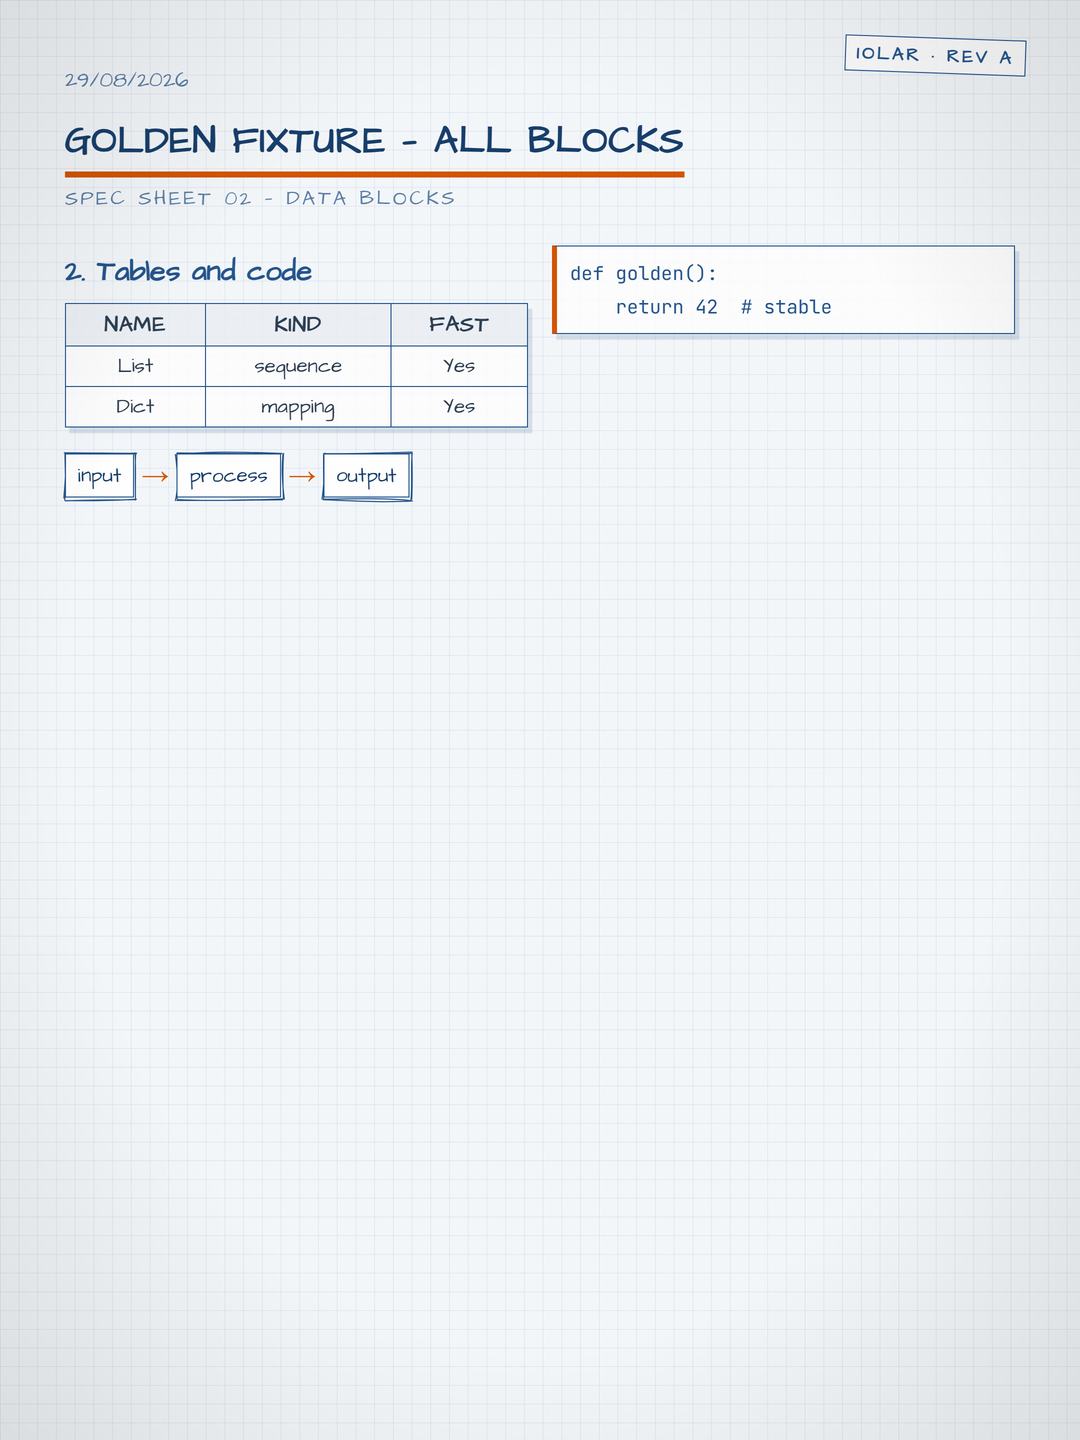 IOLAR · REV A
29/08/2026
GOLDEN FIXTURE - ALL BLOCKS
SPEC SHEET 02 - DATA BLOCKS
2. Tables and code
NAME KIND FAST
List sequence Yes
Dict mapping Yes
input → process → output
def golden():
    return 42  # stable